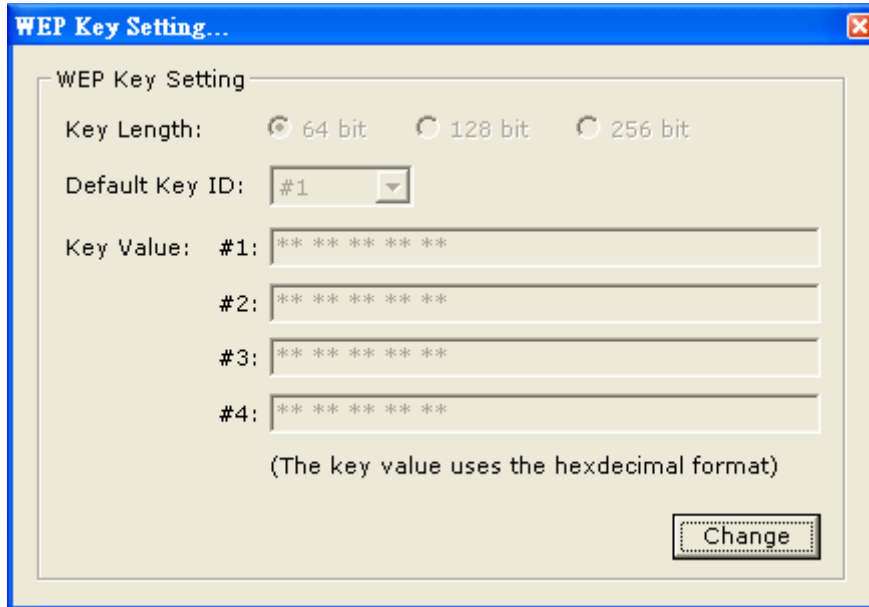 WEP Key Setting...
WEP Key Setting
Key Length: 64 bit 128 bit 256 bit
Default Key ID: #1
Key Value: #1: ** ** ** ** **
#2: ** ** ** ** **
#3: ** ** ** ** **
#4: ** ** ** ** **
(The key value uses the hexdecimal format)
Change